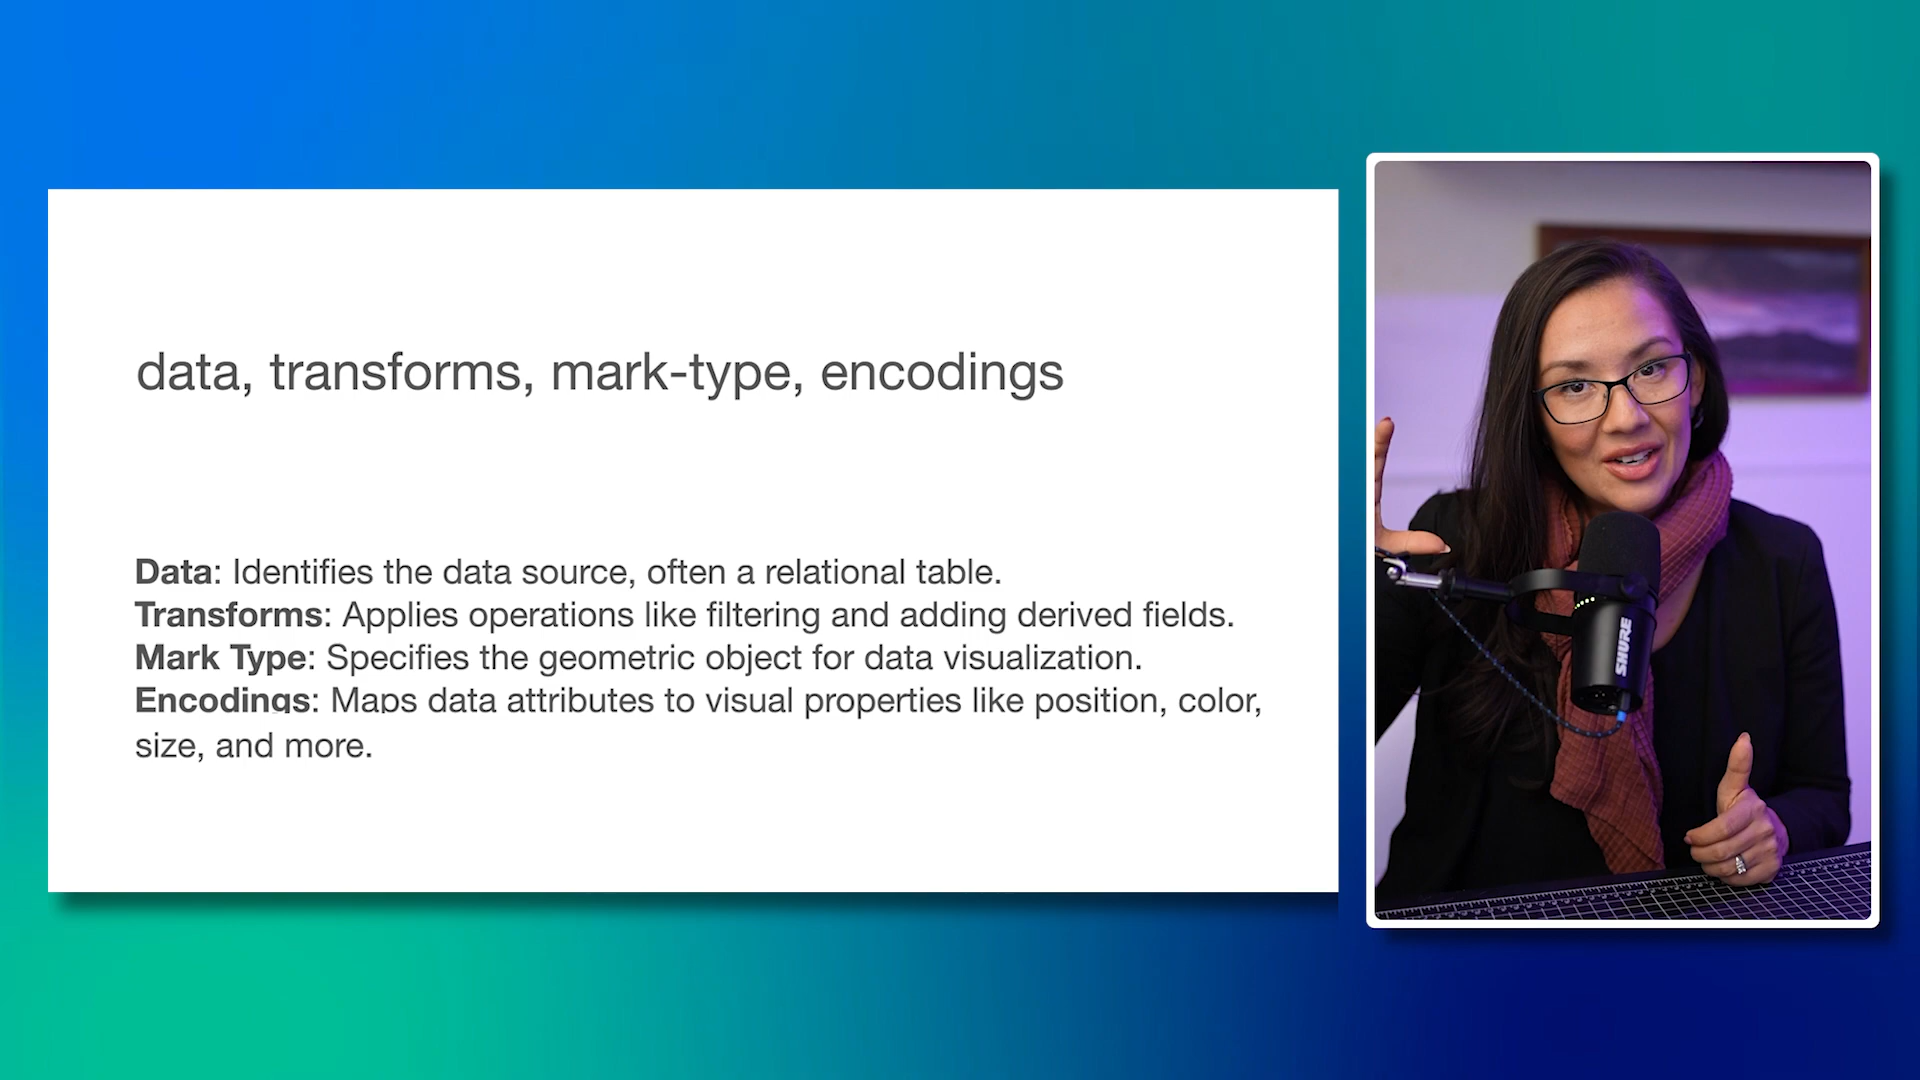 data, transforms, mark-type, encodings
Data: Identifies the data source, often a relational table.
Transforms: Applies operations like filtering and adding derived fields.
Mark Type: Specifies the geometric object for data visualization.
Encodings: Maps data attributes to visual properties like position, color,
size, and more.
SHURE